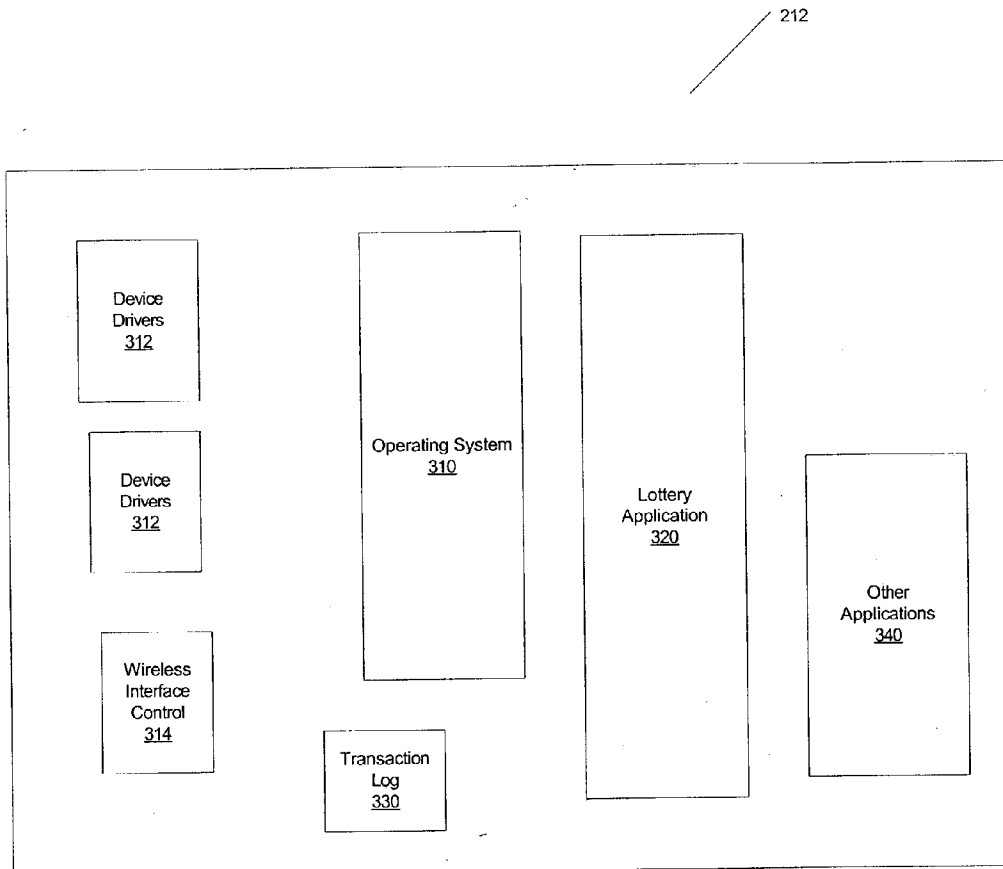 212
Device
Drivers
312
Device
Drivers
312
Wireless
Interface
Control
314
Operating System
310
Transaction
Log
330
Lottery
Application
320
Other
Applications
340